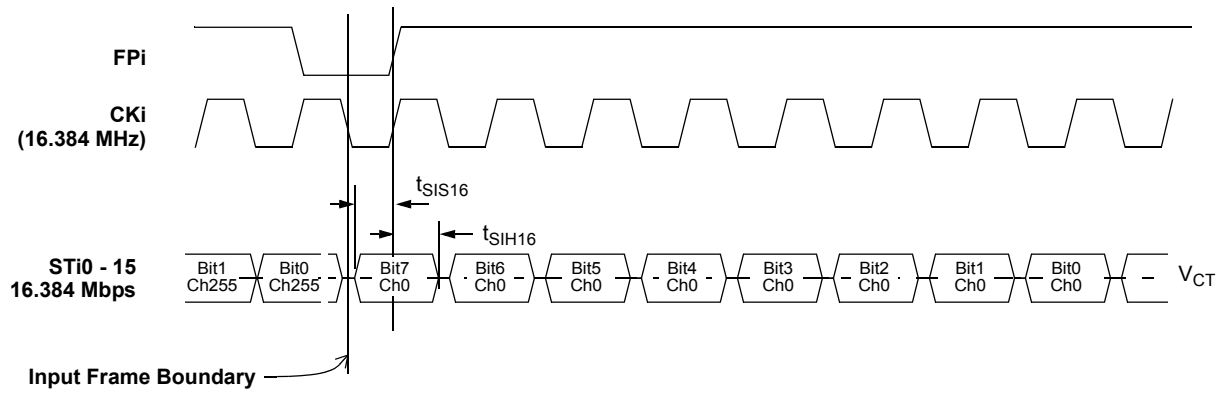 FPi
CKi
(16.384 MHz)
tSIS16
tSIH16
STi0 - 15
16.384 Mbps
Bit1
Ch255
Bit0
Ch255
Bit7
Ch0
Bit6
Ch0
Bit5
Ch0
Bit4
Ch0
Bit3
Ch0
Bit2
Ch0
Bit1
Ch0
Bit0
Ch0
VCT
Input Frame Boundary